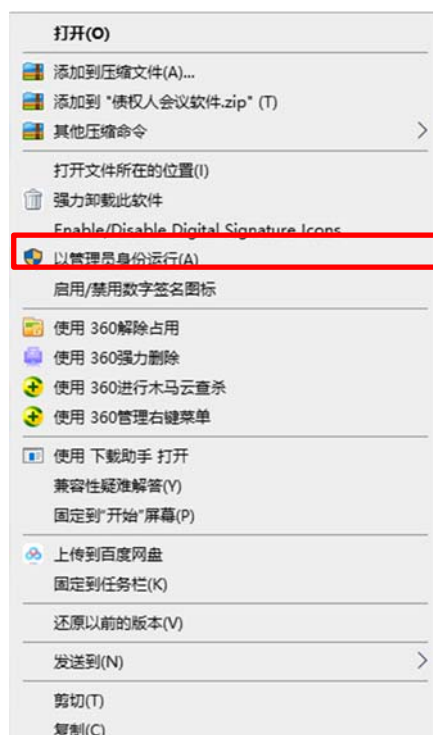 打开(O)
添加到压缩文件(A)...
添加到 "债权人会议软件.zip" (T)
其他压缩命令
打开文件所在的位置(I)
强力卸载此软件
Enable/Disable Digital Signature Icons
以管理员身份运行(A)
启用/禁用数字签名图标
使用 360解除占用
使用 360强力删除
使用 360进行木马云查杀
使用 360管理右键菜单
使用 下载助手 打开
兼容性疑难解答(Y)
固定到"开始"屏幕(P)
上传到百度网盘
固定到任务栏(K)
还原以前的版本(V)
发送到(N)
剪切(T)
复制(C)